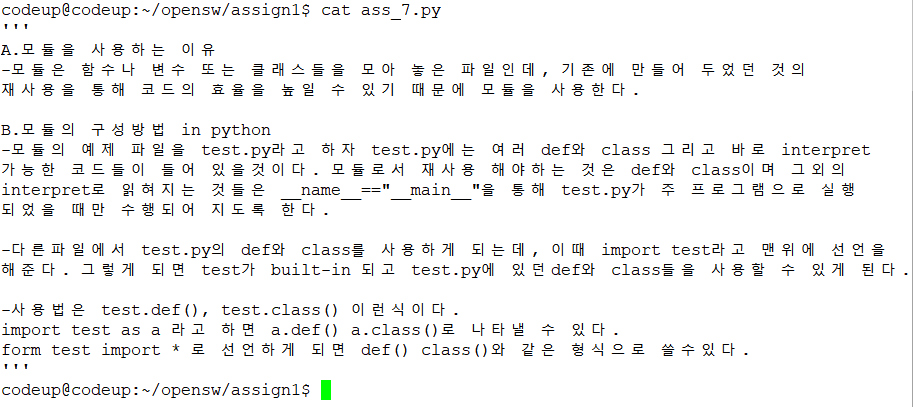 codeup@codeup:~/opensw/assign1$ cat ass_7.py
'''
A.모듈을 사용하는 이유
-모듈은 함수나 변수 또는 클래스들을 모아 놓은 파일인데, 기존에 만들어 두었던 것의
재사용을 통해 코드의 효율을 높일 수 있기 때문에 모듈을 사용한다.
B.모듈의 구성방법 in python
-모듈의 예제 파일을 test.py라고 하자 test.py에는 여러 def와 class 그리고 바로 interpret
가능한 코드들이 들어 있을것이다. 모듈로서 재사용 해야하는 것은 def와 class이며 그외의
interpret로 읽혀지는 것들은 __name__=="__main__"을 통해 test.py가 주 프로그램으로 실행
되었을 때만 수행되어 지도록 한다.
-다른파일에서 test.py의 def와 class를 사용하게 되는데, 이때 import test라고 맨위에 선언을
해준다. 그렇게 되면 test가 built-in 되고 test.py에 있던def와 class들을 사용할 수 있게 된다.
-사용법은 test.def(), test.class() 이런식이다.
import test as a 라고 하면 a.def() a.class()로 나타낼 수 있다.
form test import * 로 선언하게 되면 def() class()와 같은 형식으로 쓸수있다.
'''
codeup@codeup:~/opensw/assign1$